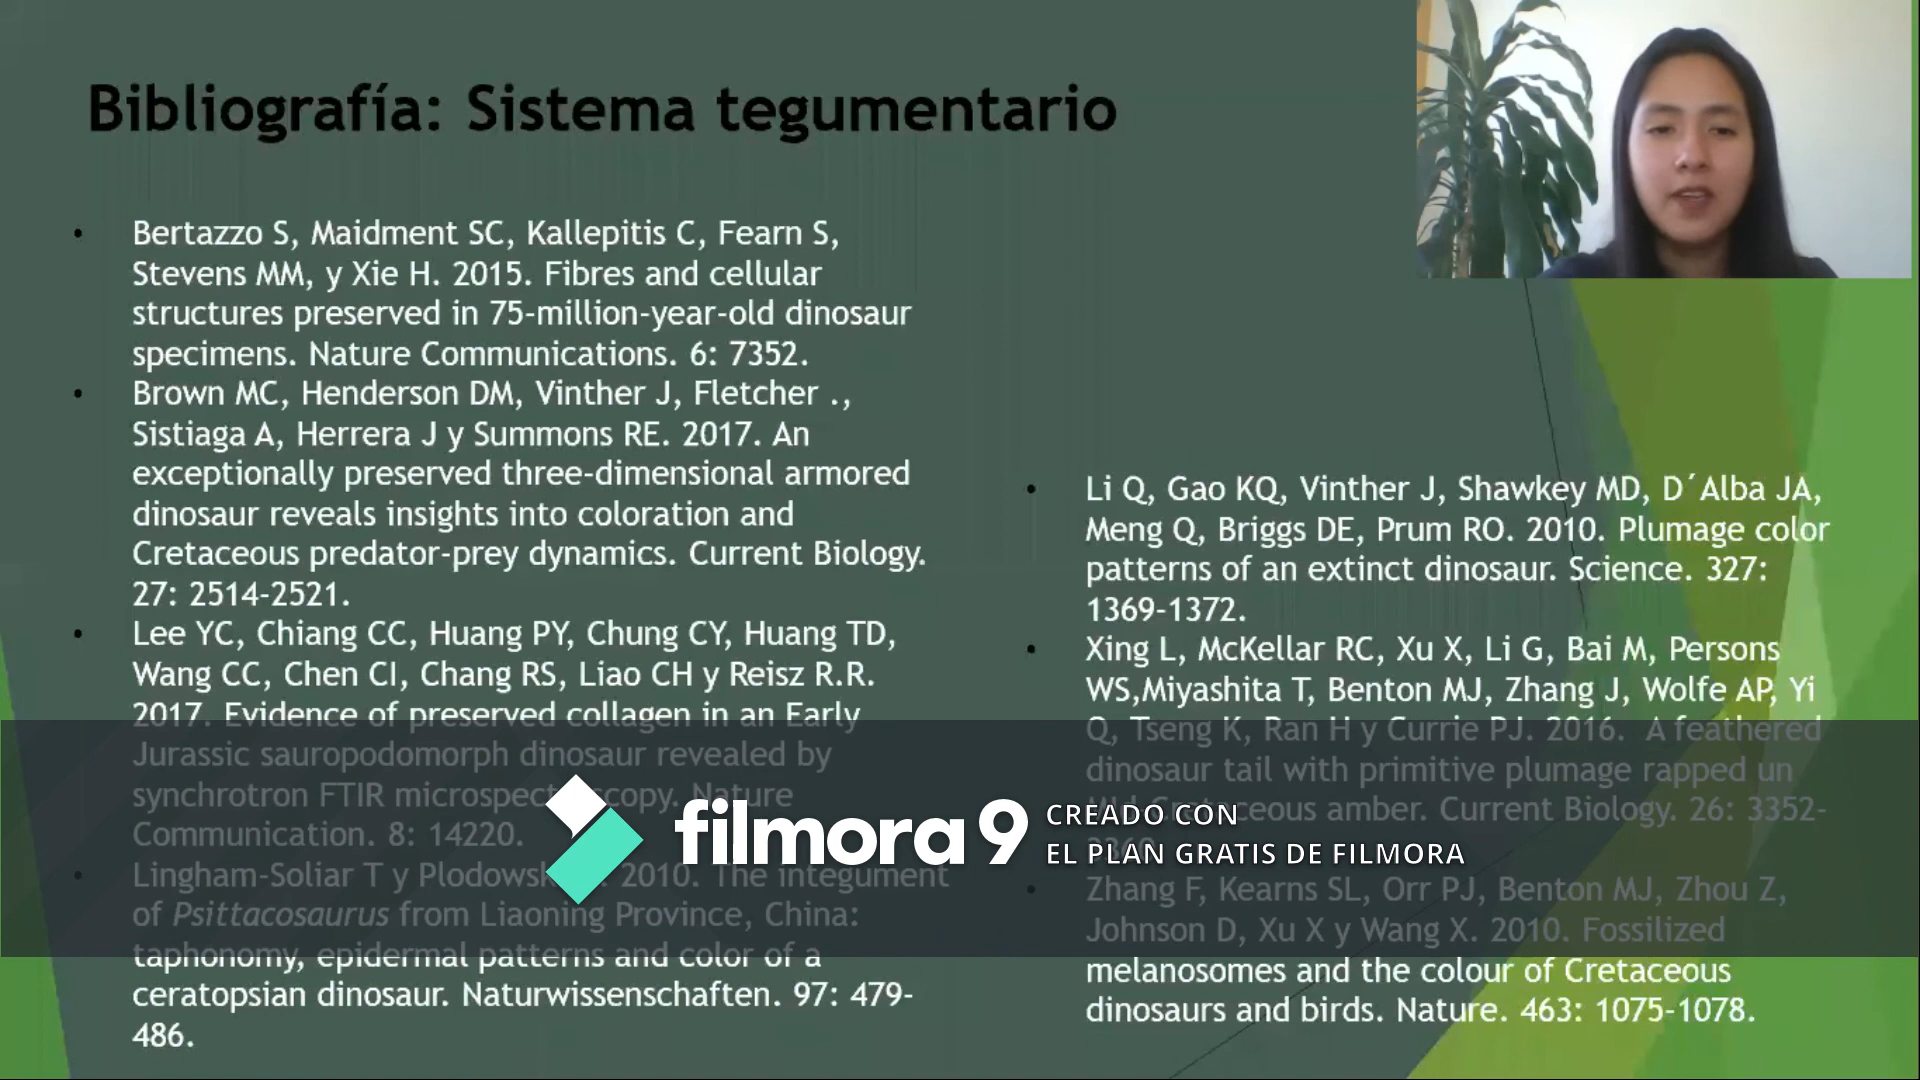 Bibliografía: Sistema tegumentario
Bertazzo S, Maidment SC, Kallepitis C, Fearn S,
Stevens MM, y Xie H. 2015. Fibres and cellular
structures preserved in 75-million-year-old dinosaur
specimens. Nature Communications. 6: 7352.
Brown MC, Henderson DM, Vinther J, Fletcher .,
Sistiaga A, Herrera J y Summons RE. 2017. An
exceptionally preserved three-dimensional armored
dinosaur reveals insights into coloration and
Cretaceous predator-prey dynamics. Current Biology.
27: 2514-2521.
Lee YC, Chiang CC, Huang PY, Chung CY, Huang TD,
Wang CC, Chen CI, Chang RS, Liao CH y Reisz R.R.
2017. Evidence of preserved collagen in an Early
Jurassic sauropodomorph dinosaur revealed by
synchrotron FTIR Nature
Communication. 8: 14220.
Lingham-Soliar T y 2010. The integument
of Psittacosaurus from Liaoning Province, China:
taphonomy, epidermal patterns and color of a
ceratopsian dinosaur. Naturwissenschaften. 97: 479-
486.
Li Q, Gao KQ, Vinther J, Shawkey MD, D´Alba JA,
Meng Q, Briggs DE, Prum RO. 2010. Plumage color
patterns of an extinct dinosaur. Science. 327:
1369-1372.
Xing L, McKellar RC, Xu X, Li G, Bai M, Persons
WS,Miyashita T, Benton MJ, Zhang J, Wolfe AP, Yi
Q, Tseng K, Ran H y Currie PJ. 2016. A feathered
dinosaur tail with primitive plumage rapped un
amber. Current Biology. 26: 3352-
Zhang F, Kearns SL, Orr PJ, Benton MJ, Zhou Z,
Johnson D, Xu X y Wang X. 2010. Fossilized
melanosomes and the colour of Cretaceous
dinosaurs and birds. Nature. 463: 1075-1078.
filmora 9
CREADO CON
EL PLAN GRATIS DE FILMORA